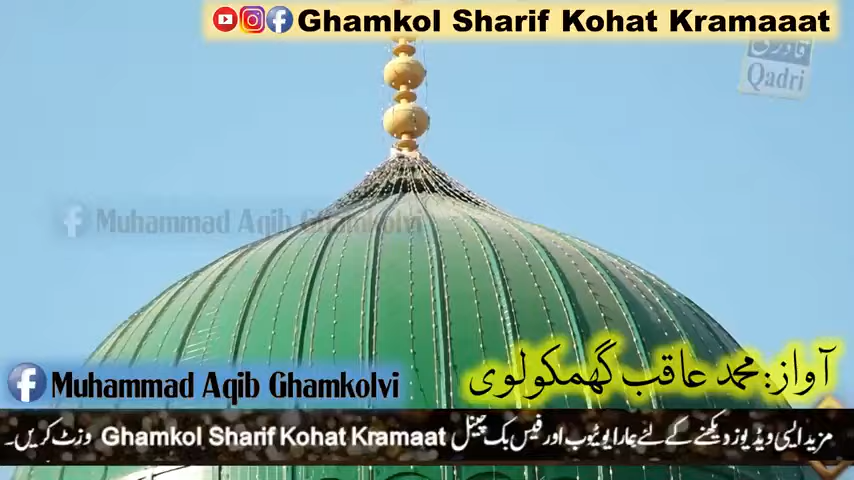 Ghamkol Sharif Kohat Kramaaat
قادری
Qadri
Muhammad Aqib Ghamkolvi
Muhammad Aqib Ghamkolvi
آواز: محمد عاقب گھمکولوی
مزید ایسی ویڈیوز دیکھنے کے لئے ہمارا یوٹیوب اور فیس بک چینل Ghamkol Sharif Kohat Kramaat وزٹ کریں۔